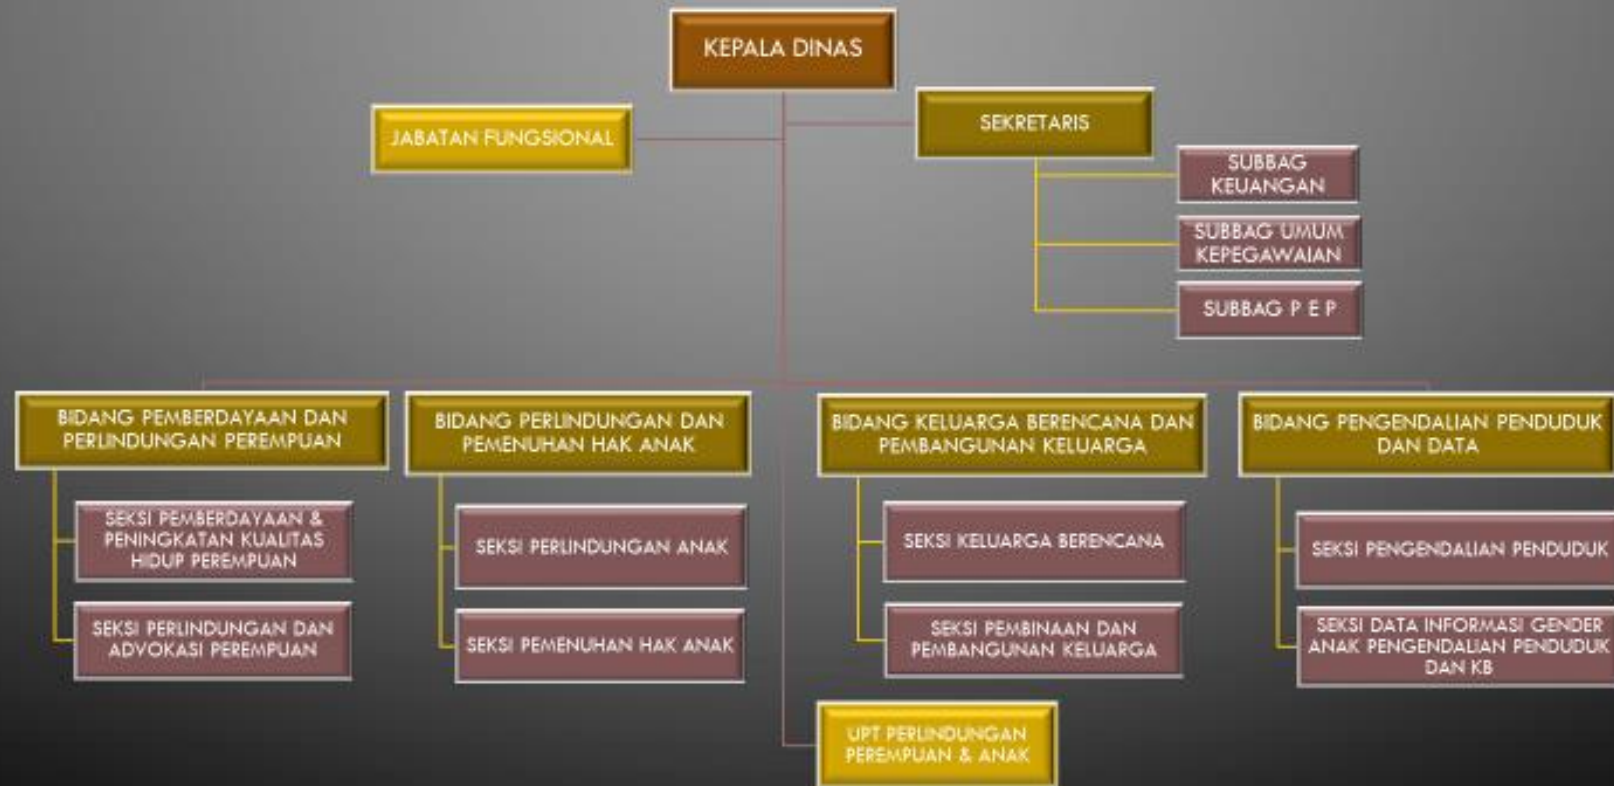 KEPALA DINAS
JABATAN FUNGSIONAL
SEKRETARIS
SUBBAG
KEUANGAN
SUBBAG UMUM
KEPEGAWAIAN
SUBBAG P E P
BIDANG PEMBERDAYAAN DAN
PERLINDUNGAN PEREMPUAN
SEKSI PEMBERDAYAAN &
PENINGKATAN KUALITAS
HIDUP PEREMPUAN
SEKSI PERLINDUNGAN DAN
ADVOKASI PEREMPUAN
BIDANG PERLINDUNGAN DAN
PEMENUHAN HAK ANAK
SEKSI PERLINDUNGAN ANAK
SEKSI PEMENUHAN HAK ANAK
BIDANG KELUARGA BERENCANA DAN
PEMBANGUNAN KELUARGA
SEKSI KELUARGA BERENCANA
SEKSI PEMBINAAN DAN
PEMBANGUNAN KELUARGA
BIDANG PENGENDALIAN PENDUDUK
DAN DATA
SEKSI PENGENDALIAN PENDUDUK
SEKSI DATA INFORMASI GENDER
ANAK PENGENDALIAN PENDUDUK
DAN KB
UPT PERLINDUNGAN
PEREMPUAN & ANAK